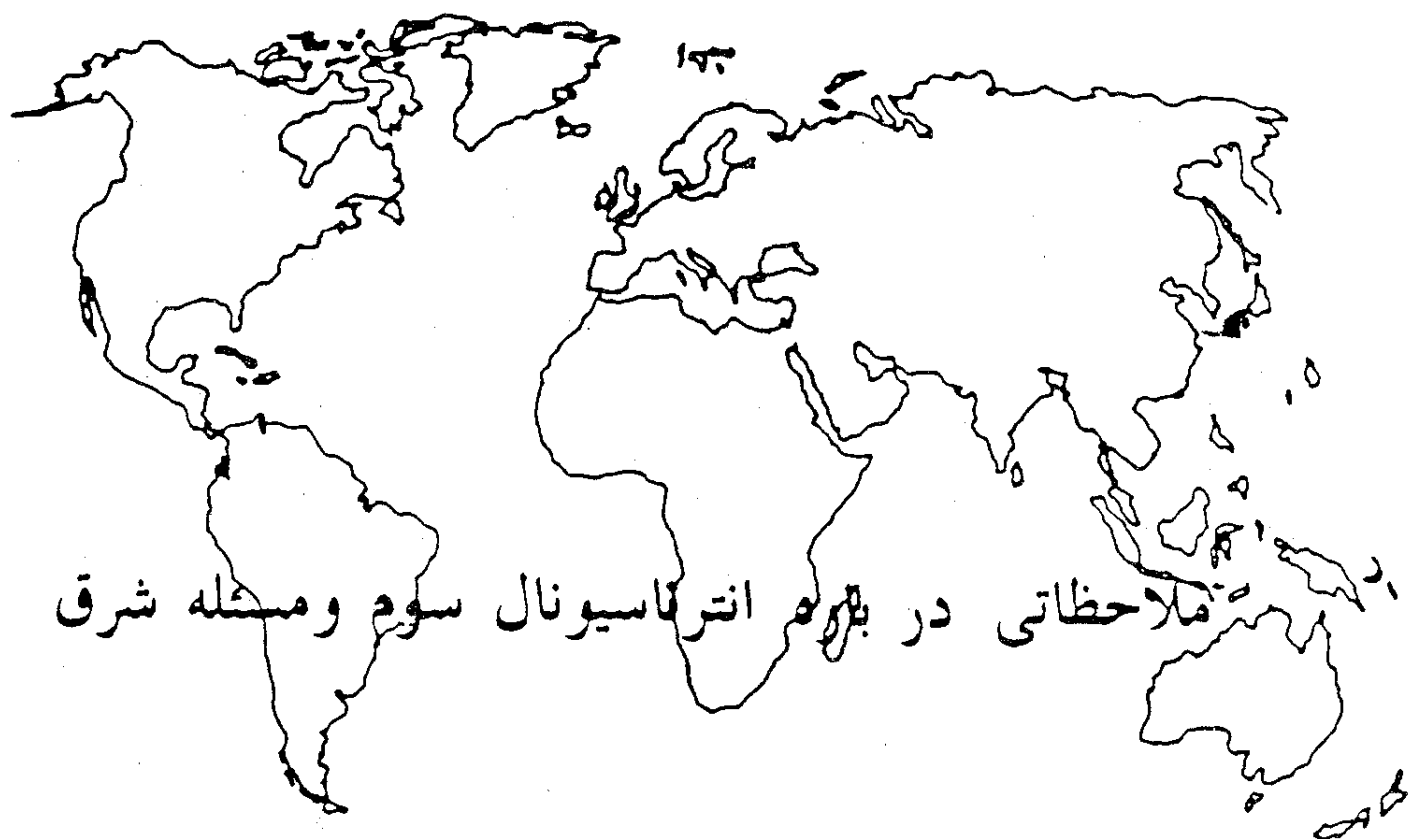 ملاحظاتی در باره انترناسیونال سوم ومسئله شرق